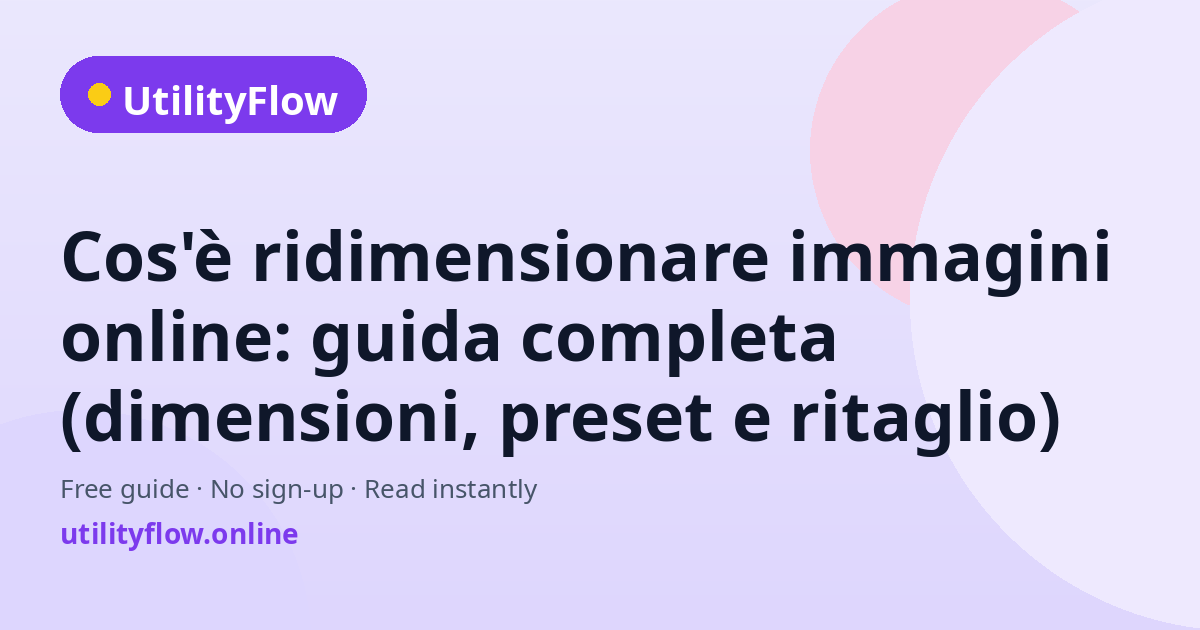 UtilityFlow
Cos'è ridimensionare immagini
online: guida completa
(dimensioni, preset e ritaglio)
Free guide · No sign-up · Read instantly
utilityflow.online